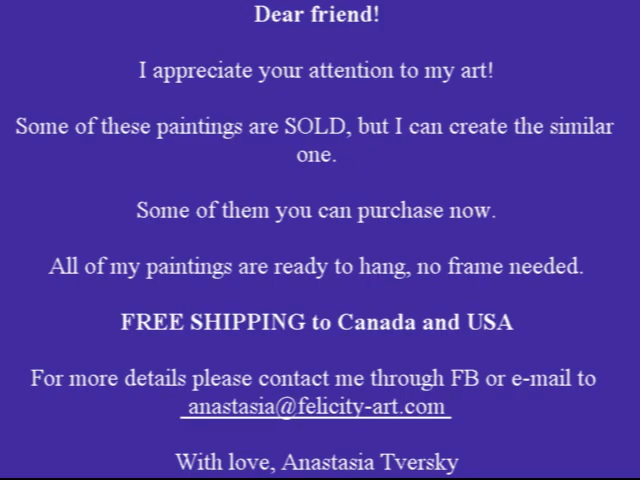 Dear friend!
I appreciate your attention to my art!
Some of these paintings are SOLD, but I can create the similar
one.
Some of them you can purchase now.
All of my paintings are ready to hang, no frame needed.
FREE SHIPPING to Canada and USA
For more details please contact me through FB or e-mail to
anastasia@felicity-art.com
With love, Anastasia Tversky